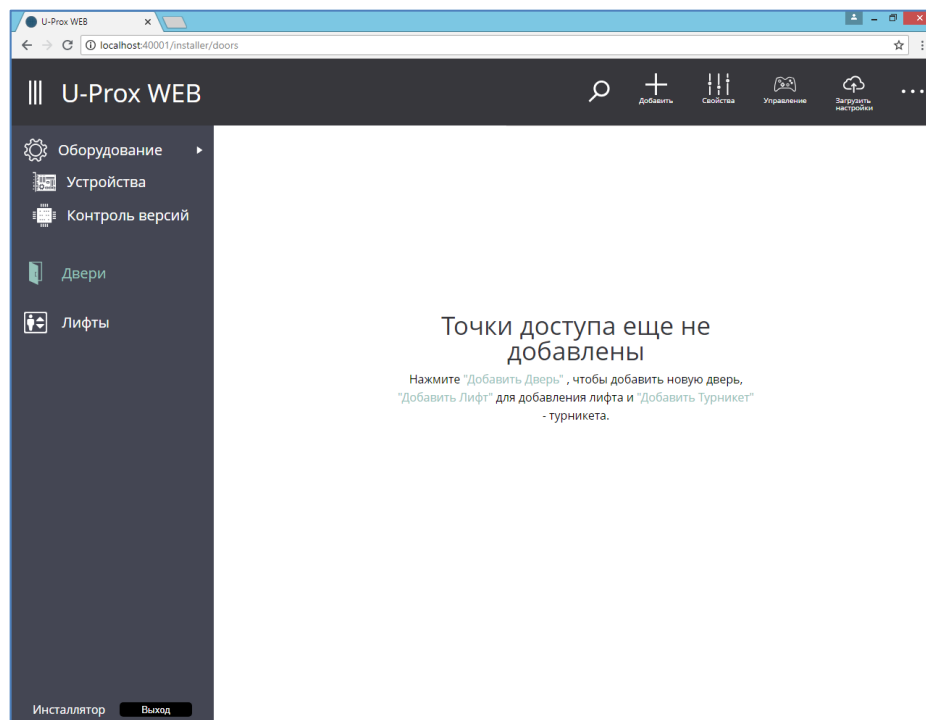 U-Prox WEB
localhost:40001/installer/doors
U-Prox WEB
Добавить
Свойства
Управление
Загрузить
настройки
Оборудование
Устройства
Контроль версий
Двери
Лифты
Точки доступа еще не
добавлены
Нажмите "Добавить Дверь" , чтобы добавить новую дверь,
"Добавить Лифт" для добавления лифта и "Добавить Турникет"
- турникета.
Инсталлятор
Выход